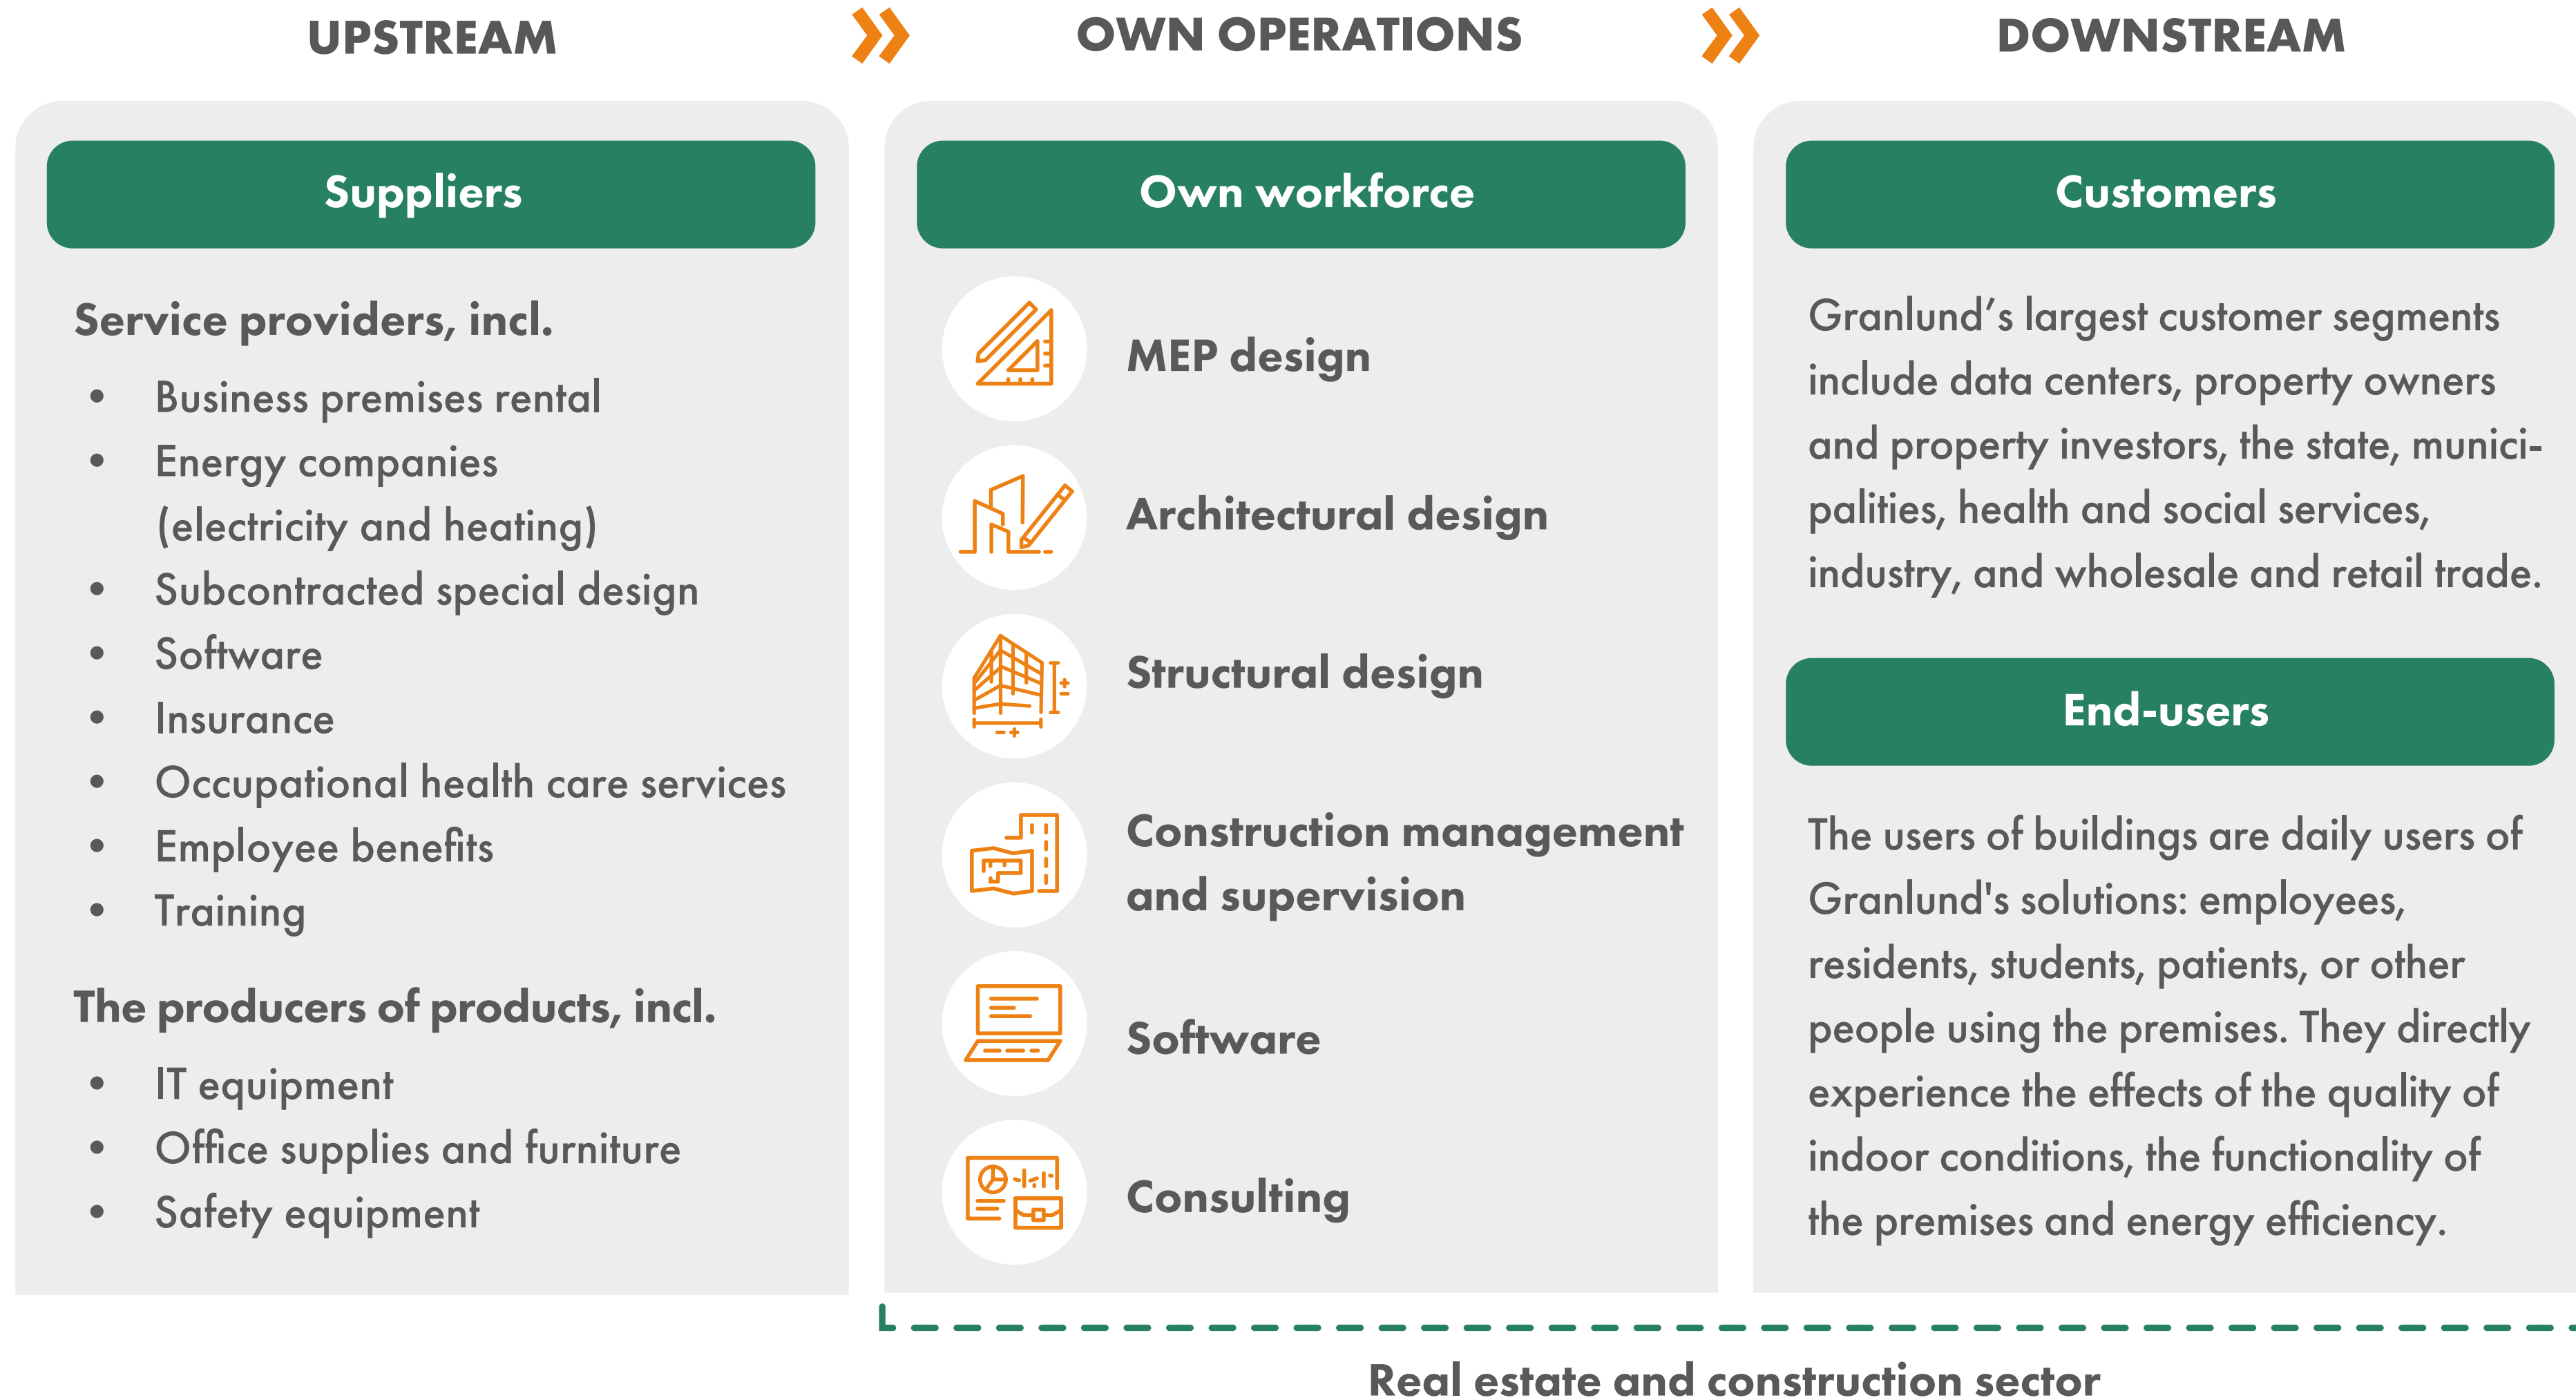 UPSTREAM
OWN OPERATIONS
DOWNSTREAM
Suppliers
Service providers, incl.
• Business premises rental
• Energy companies
(electricity and heating)
• Subcontracted special design
• Software
• Insurance
• Occupational health care services
• Employee benefits
• Training
The producers of products, incl.
• IT equipment
• Office supplies and furniture
• Safety equipment
Own workforce
MEP design
Architectural design
Structural design
Construction management
and supervision
Software
Consulting
Customers
Granlund’s largest customer segments
include data centers, property owners
and property investors, the state, munici-
palities, health and social services,
industry, and wholesale and retail trade.
End-users
The users of buildings are daily users of
Granlund's solutions: employees,
residents, students, patients, or other
people using the premises. They directly
experience the effects of the quality of
indoor conditions, the functionality of
the premises and energy efficiency.
Real estate and construction sector